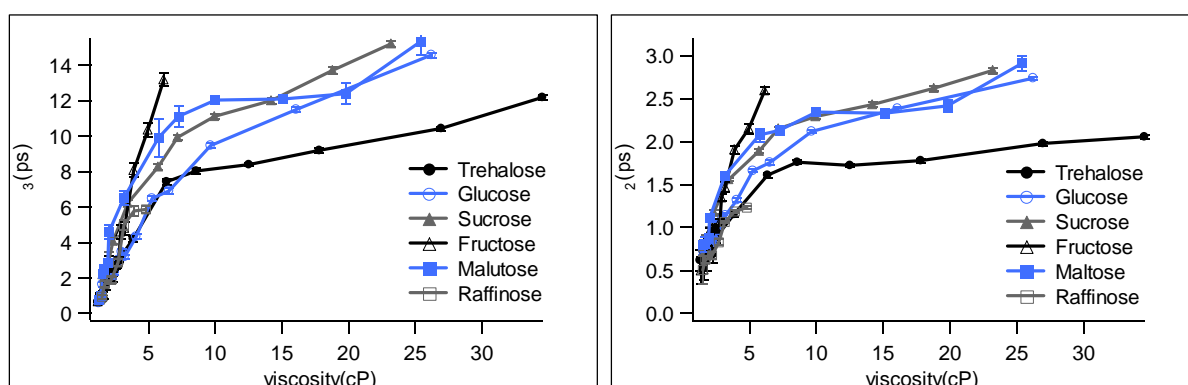 3(ps)
14
12
10
8
6
4
2
0
Trehalose
Glucose
Sucrose
Fructose
Malutose
Raffinose
5 10 15 20 25 30
viscosity(cP)
2(ps)
3.0
2.5
2.0
1.5
1.0
0.5
0.0
Trehalose
Glucose
Sucrose
Fructose
Maltose
Raffinose
5 10 15 20 25 30
viscosity(cP)